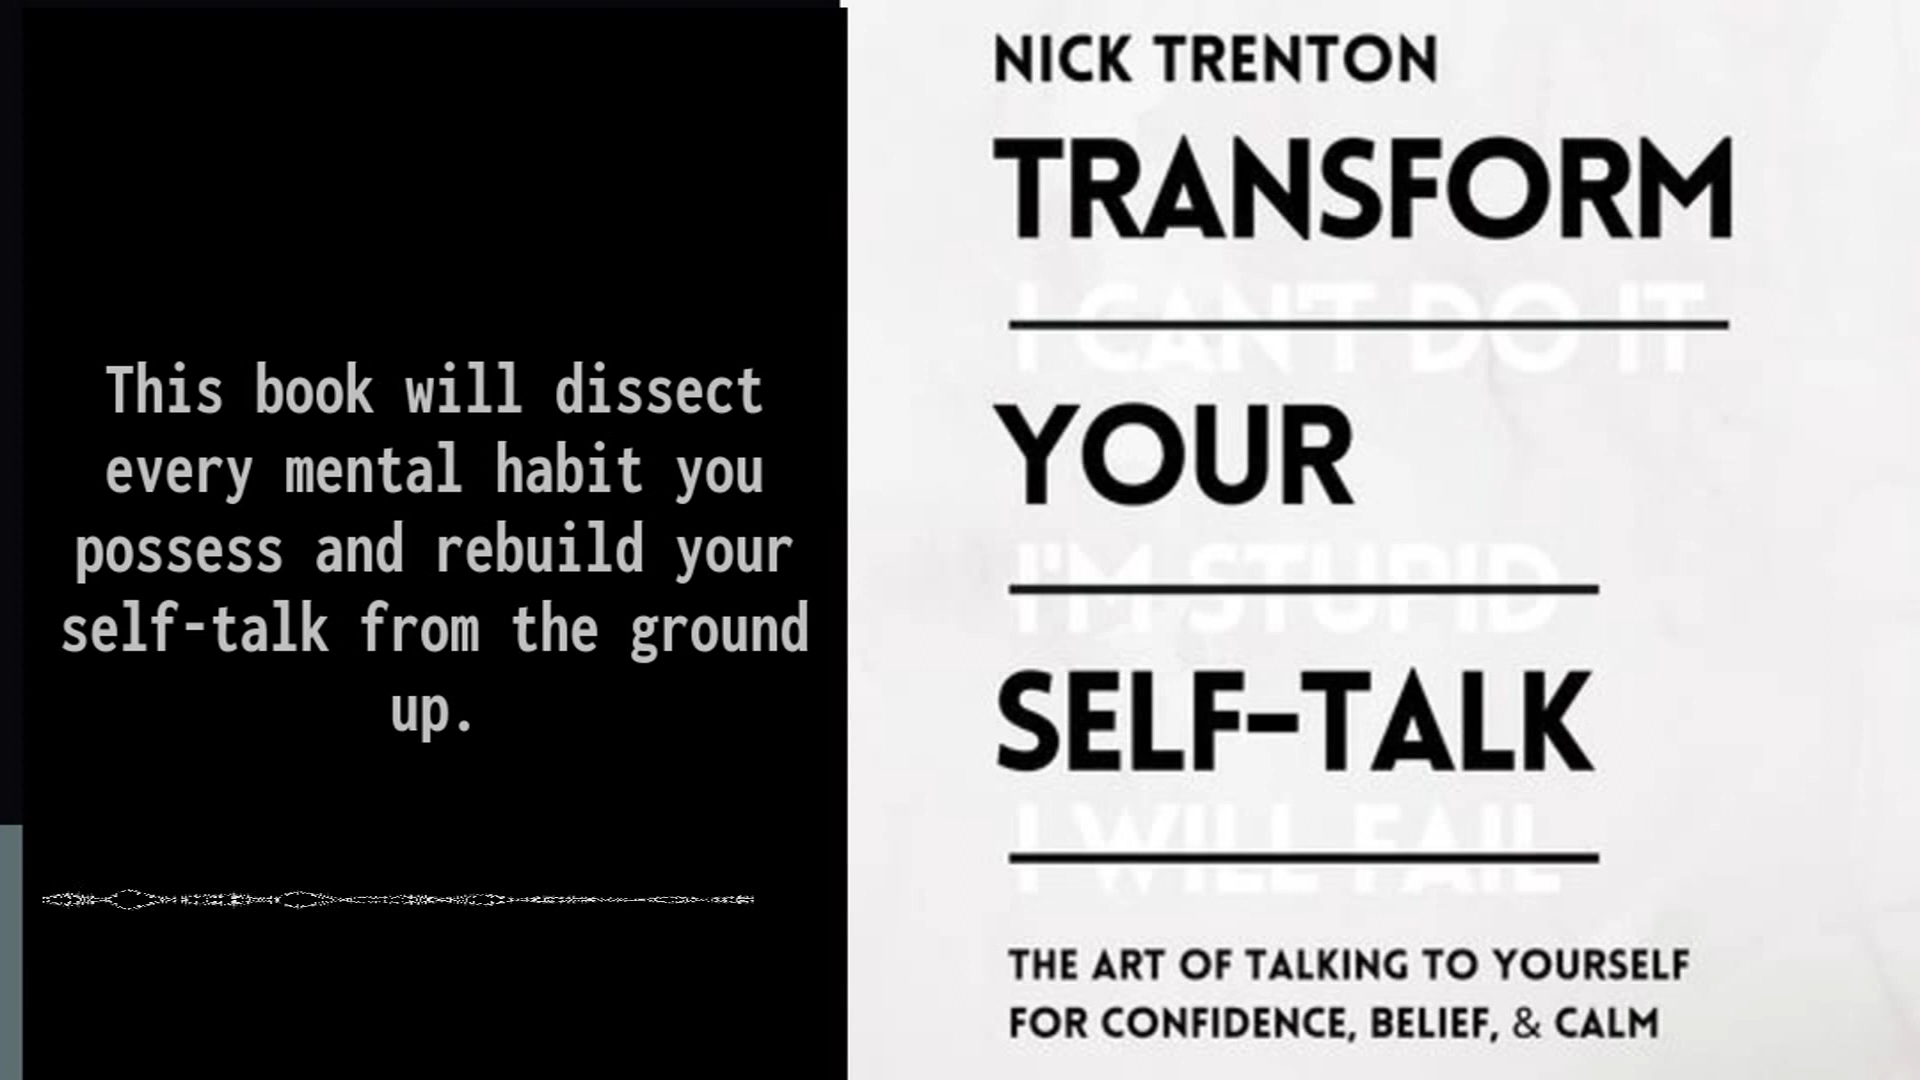 This book will dissect
every mental habit you
possess and rebuild your
self-talk from the ground
up.
NICK TRENTON
TRANSFORM
I CAN'T DO IT
YOUR
I'M STUPID
SELF-TALK
I WILL FAIL
THE ART OF TALKING TO YOURSELF
FOR CONFIDENCE, BELIEF, & CALM